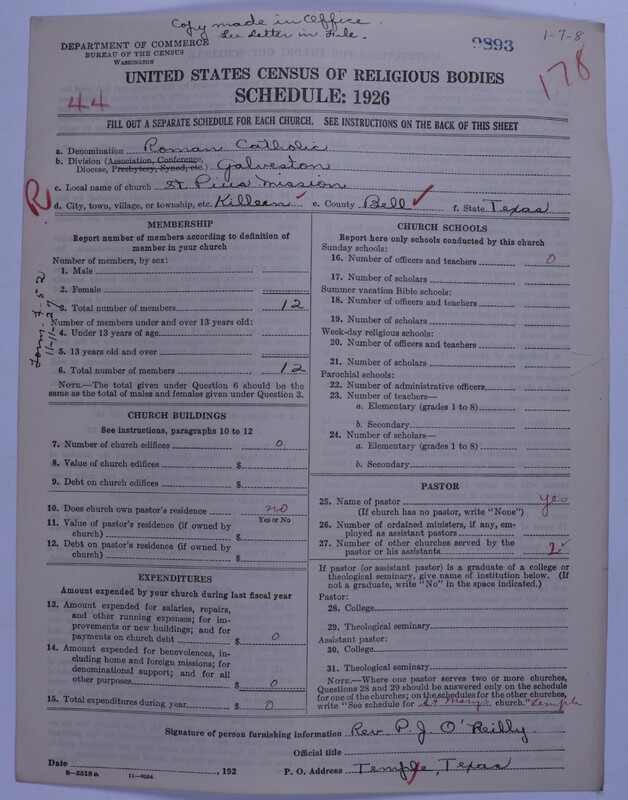 Copy made in Office.
See Letter in File.
DEPARTMENT OF COMMERCE
BUREAU OF THE CENSUS
WASHINGTON
9893
1-7-8
178
44
UNITED STATES CENSUS OF RELIGIOUS BODIES
SCHEDULE: 1926
FILL OUT A SEPARATE SCHEDULE FOR EACH CHURCH. SEE INSTRUCTIONS ON THE BACK OF THIS SHEET
a. Denomination Roman Catholic
b. Division (Association, Conference, Diocese, Presbytery, Synod, etc.) Galveston
c. Local name of church St. Pius Mission
R
d. City, town, village, or township, etc. Killeen e. County Bell f. State Texas
MEMBERSHIP
Report number of members according to definition of
member in your church
Number of members, by sex:
1. Male
2. Female
3. Total number of members 12
Number of members under and over 13 years old:
4. Under 13 years of age
5. 13 years old and over
6. Total number of members 12
NOTE.—The total given under Question 6 should be the
same as the total of males and females given under Question 3.
Form 7-52
11-11-27
CHURCH BUILDINGS
See instructions, paragraphs 10 to 12
7. Number of church edifices 0
8. Value of church edifices $
9. Debt on church edifices $
10. Does church own pastor's residence no
Yes or No
11. Value of pastor's residence (if owned by
church) $
12. Debt on pastor's residence (if owned by
church) $
EXPENDITURES
Amount expended by your church during last fiscal year
13. Amount expended for salaries, repairs,
and other running expenses; for im-
provements or new buildings; and for
payments on church debt $ 0
14. Amount expended for benevolences, in-
cluding home and foreign missions; for
denominational support; and for all
other purposes $ 0
15. Total expenditures during year $ 0
CHURCH SCHOOLS
Report here only schools conducted by this church
Sunday schools:
16. Number of officers and teachers 0
17. Number of scholars
Summer vacation Bible schools:
18. Number of officers and teachers
19. Number of scholars
Week-day religious schools:
20. Number of officers and teachers
21. Number of scholars
Parochial schools:
22. Number of administrative officers
23. Number of teachers—
a. Elementary (grades 1 to 8)
b. Secondary
24. Number of scholars—
a. Elementary (grades 1 to 8)
b. Secondary
PASTOR
25. Name of pastor yes
(If church has no pastor, write "None")
26. Number of ordained ministers, if any, em-
ployed as assistant pastors
27. Number of other churches served by the
pastor or his assistants 2
If pastor (or assistant pastor) is a graduate of a college or
theological seminary, give name of institution below. (If
not a graduate, write "No" in the space indicated.)
Pastor:
28. College
29. Theological seminary
Assistant pastor:
30. College
31. Theological seminary
NOTE.—Where one pastor serves two or more churches,
Questions 28 and 29 should be answered only on the schedule
for one of the churches; on the schedules for the other churches,
write "See schedule for St Mary's church." Temple
Signature of person furnishing information Rev P. J. O'Reilly
Official title
Date , 192 P. O. Address Temple, Texas
8-5518 a 11-9034